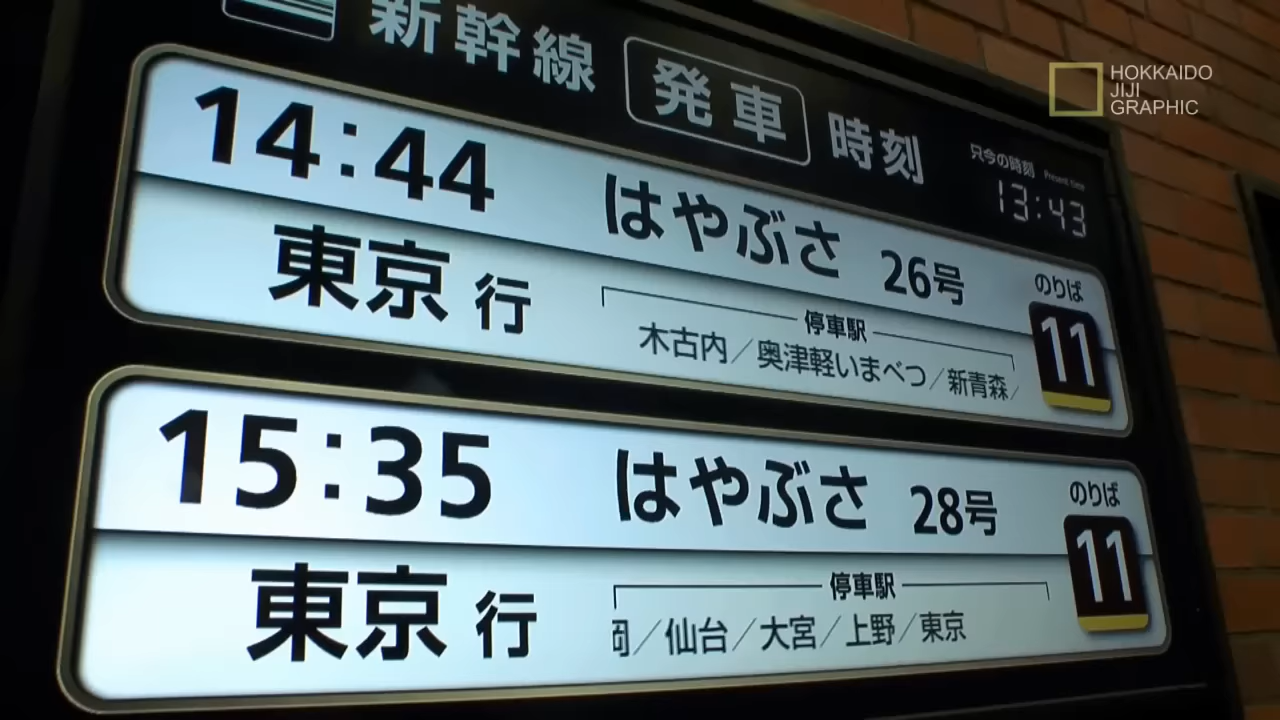 新幹線 発車 時刻
HOKKAIDO
JIJI
GRAPHIC
只今の時刻 Present time
13:43
14:44 はやぶさ 26号
のりば
11
東京 行
停車駅
木古内/奥津軽いまべつ/新青森/
15:35 はやぶさ 28号
のりば
11
東京 行
停車駅
岡/仙台/大宮/上野/東京